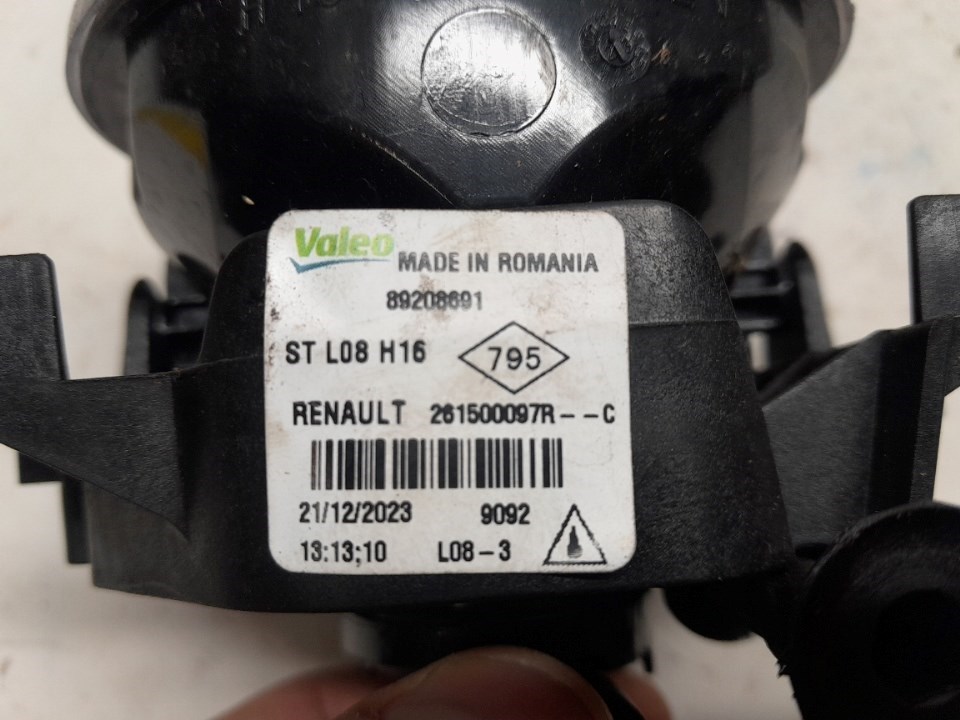 Valeo MADE IN ROMANIA
89208691
ST L08 H16 795
RENAULT 261500097R--C
21/12/2023 9092
13:13;10 L08-3